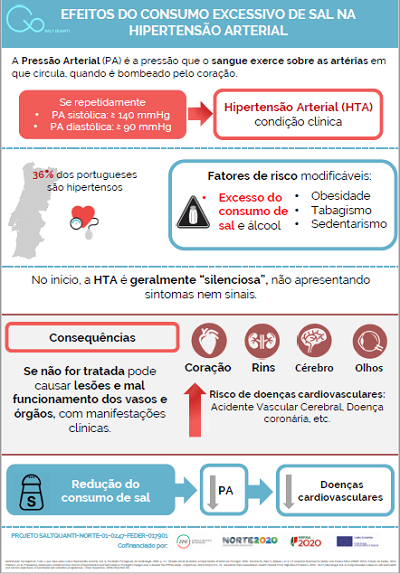 SALTQUANTI
EFEITOS DO CONSUMO EXCESSIVO DE SAL NA
HIPERTENSÃO ARTERIAL
A Pressão Arterial (PA) é a pressão que o sangue exerce sobre as artérias em
que circula, quando é bombeado pelo coração.
Se repetidamente
• PA sistólica: ≥ 140 mmHg
• PA diastólica: ≥ 90 mmHg
Hipertensão Arterial (HTA)
condição clínica
36% dos portugueses
são hipertensos
Fatores de risco modificáveis:
• Excesso do
consumo de
sal e álcool
• Obesidade
• Tabagismo
• Sedentarismo
No início, a HTA é geralmente "silenciosa", não apresentando
sintomas nem sinais.
Consequências
Se não for tratada pode
causar lesões e mal
funcionamento dos vasos e
órgãos, com manifestações
clínicas.
Coração
Rins
Cérebro
Olhos
Risco de doenças cardiovasculares:
Acidente Vascular Cerebral, Doença
coronária, etc.
S
Redução do
consumo de sal
PA
Doenças
cardiovasculares
PROJETO SALTQUANTI-NORTE-01-0247-FEDER-017901
Cofinanciado por:
NORTE2020
2020